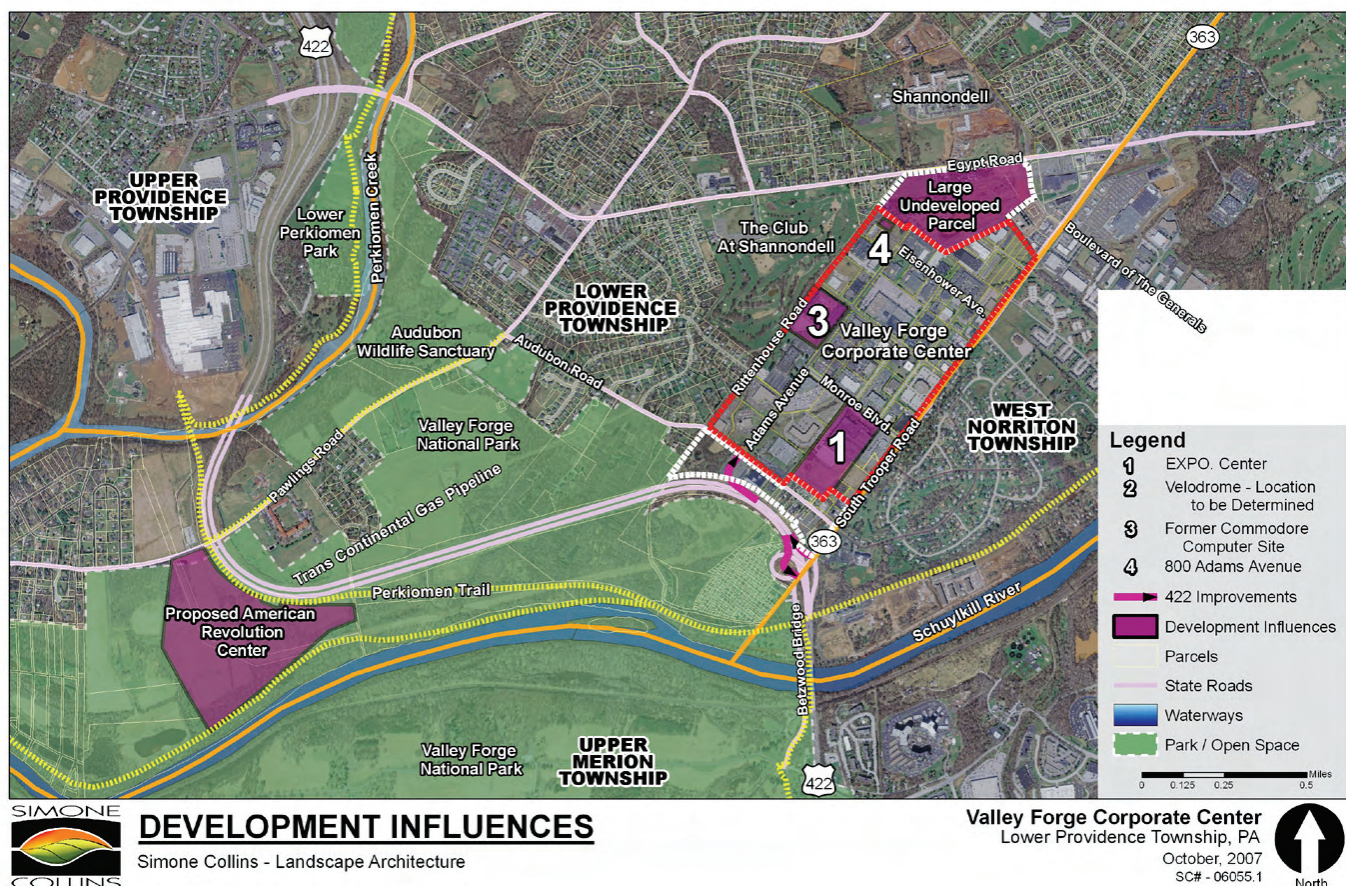 422
363
Shannondell
Egypt Road
UPPER
PROVIDENCE
TOWNSHIP
Lower
Perkiomen
Park
Perkiomen Creek
Large
Undeveloped
Parcel
The Club
At Shannondell
4
Eisenhower Ave.
Boulevard of The Generals
LOWER
PROVIDENCE
TOWNSHIP
Rittenhouse Road
3
Valley Forge
Corporate Center
Audubon
Wildlife Sanctuary
Audubon Road
Adams Avenue
Monroe Blvd.
1
South Trooper Road
WEST
NORRITON
TOWNSHIP
Valley Forge
National Park
Pawlings Road
Trans Continental Gas Pipeline
363
Perkiomen Trail
Proposed American
Revolution
Center
Betzwood Bridge
Schuylkill River
Valley Forge
National Park
UPPER
MERION
TOWNSHIP
422
Legend
1 EXPO. Center
2 Velodrome - Location
to be Determined
3 Former Commodore
Computer Site
4 800 Adams Avenue
422 Improvements
Development Influences
Parcels
State Roads
Waterways
Park / Open Space
Miles
0 0.125 0.25 0.5
SIMONE
COLLINS
DEVELOPMENT INFLUENCES
Simone Collins - Landscape Architecture
Valley Forge Corporate Center
Lower Providence Township, PA
October, 2007
SC# - 06055.1
North